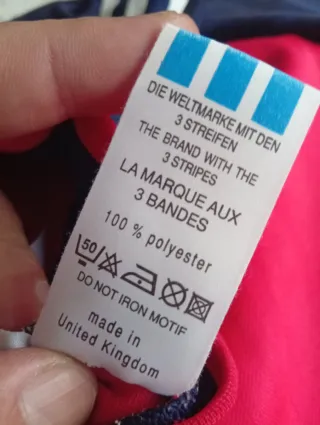 DIE WELTMARKE MIT DEN
3 STREIFEN
THE BRAND WITH THE
3 STRIPES
LA MARQUE AUX
3 BANDES
100 % polyester
50
DO NOT IRON MOTIF
made in
United Kingdom